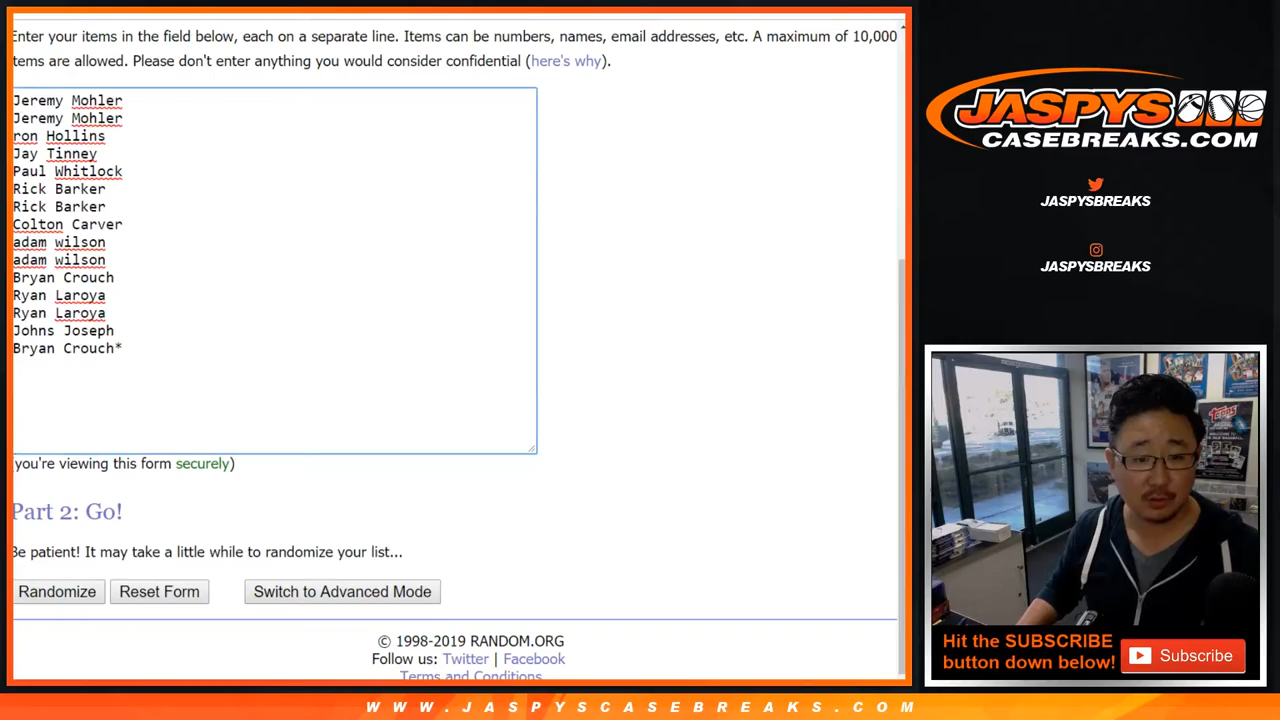 Enter your items in the field below, each on a separate line. Items can be numbers, names, email addresses, etc. A maximum of 10,000
tems are allowed. Please don't enter anything you would consider confidential (here's why).
Jeremy Mohler
Jeremy Mohler
ron Hollins
Jay Tinney
Paul Whitlock
Rick Barker
Rick Barker
Colton Carver
adam wilson
adam wilson
Bryan Crouch
Ryan Laroya
Ryan Laroya
Johns Joseph
Bryan Crouch*
you're viewing this form securely)
Part 2: Go!
Be patient! It may take a little while to randomize your list...
Randomize Reset Form Switch to Advanced Mode
© 1998-2019 RANDOM.ORG
Follow us: Twitter | Facebook
Terms and Conditions
JASPYS
CASEBREAKS.COM
JASPYSBREAKS
JASPYSBREAKS
Topps
Hit the SUBSCRIBE
button down below!
Subscribe
WWW.JASPYSCASEBREAKS.COM